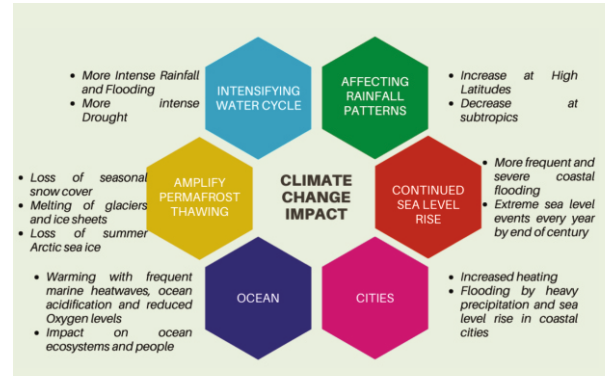 • More Intense Rainfall
and Flooding
• More intense
Drought
INTENSIFYING
WATER CYCLE
AFFECTING
RAINFALL
PATTERNS
• Increase at High
Latitudes
• Decrease at
subtropics
• Loss of seasonal
snow cover
• Melting of glaciers
and ice sheets
• Loss of summer
Arctic sea ice
AMPLIFY
PERMAFROST
THAWING
CLIMATE
CHANGE
IMPACT
CONTINUED
SEA LEVEL
RISE
• More frequent and
severe coastal
flooding
• Extreme sea level
events every year
by end of century
• Warming with frequent
marine heatwaves, ocean
acidification and reduced
Oxygen levels
• Impact on ocean
ecosystems and people
OCEAN
CITIES
• Increased heating
• Flooding by heavy
precipitation and sea
level rise in coastal
cities